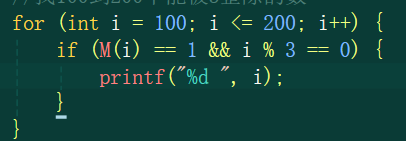 for (int i = 100; i <= 200; i++) {
if (M(i) == 1 && i % 3 == 0) {
printf("%d ", i);
}
}